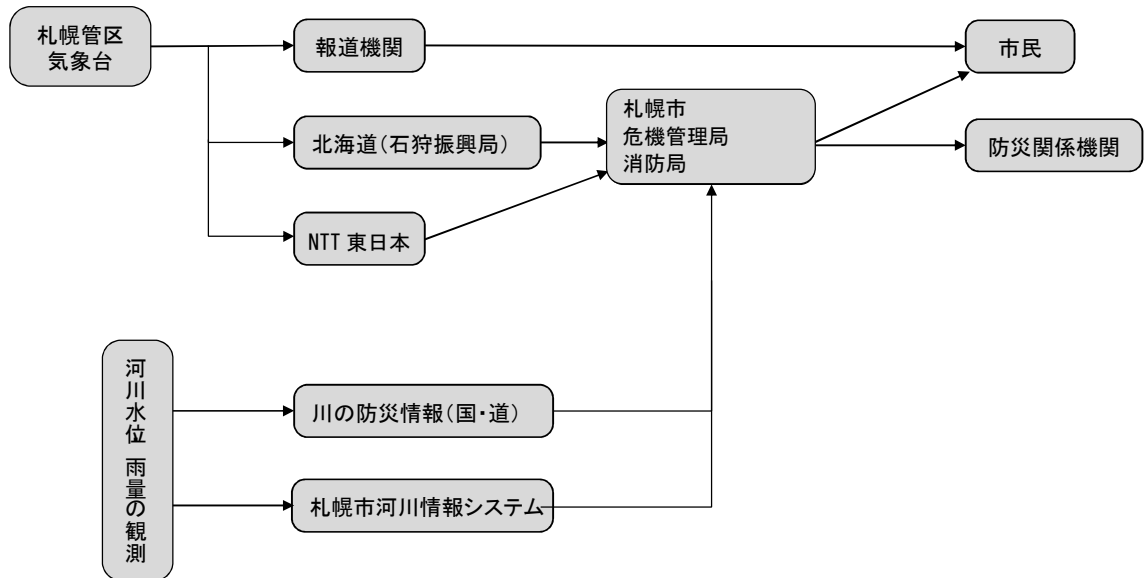 札幌管区
気象台
報道機関
市民
北海道（石狩振興局）
札幌市
危機管理局
消防局
防災関係機関
NTT 東日本
河川水位 雨量の観測
川の防災情報（国・道）
札幌市河川情報システム